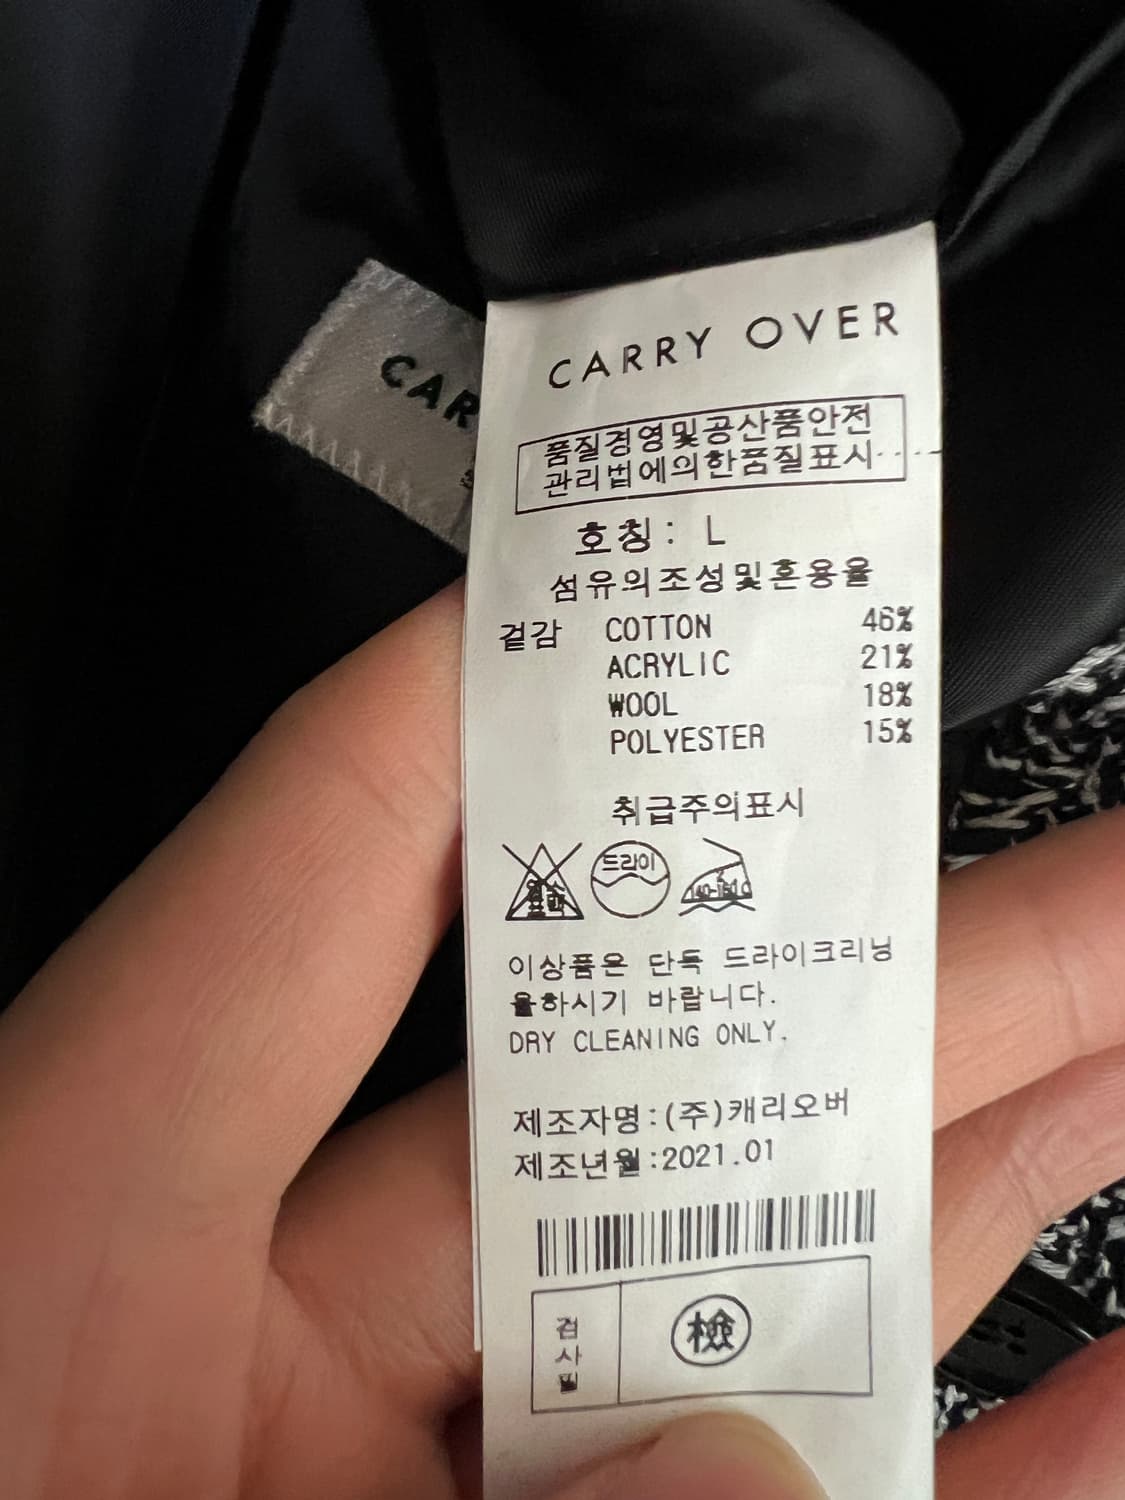 CARRY OVER
CAR
품질경영및공산품안전
관리법에의한품질표시
호칭: L
섬유의조성및혼용율
겉감 COTTON 46%
ACRYLIC 21%
WOOL 18%
POLYESTER 15%
취급주의표시
드라이
이상품은 단독 드라이크리닝
을하시기 바랍니다.
DRY CLEANING ONLY.
제조자명:(주)캐리오버
제조년월:2021.01
검
사
필
檢